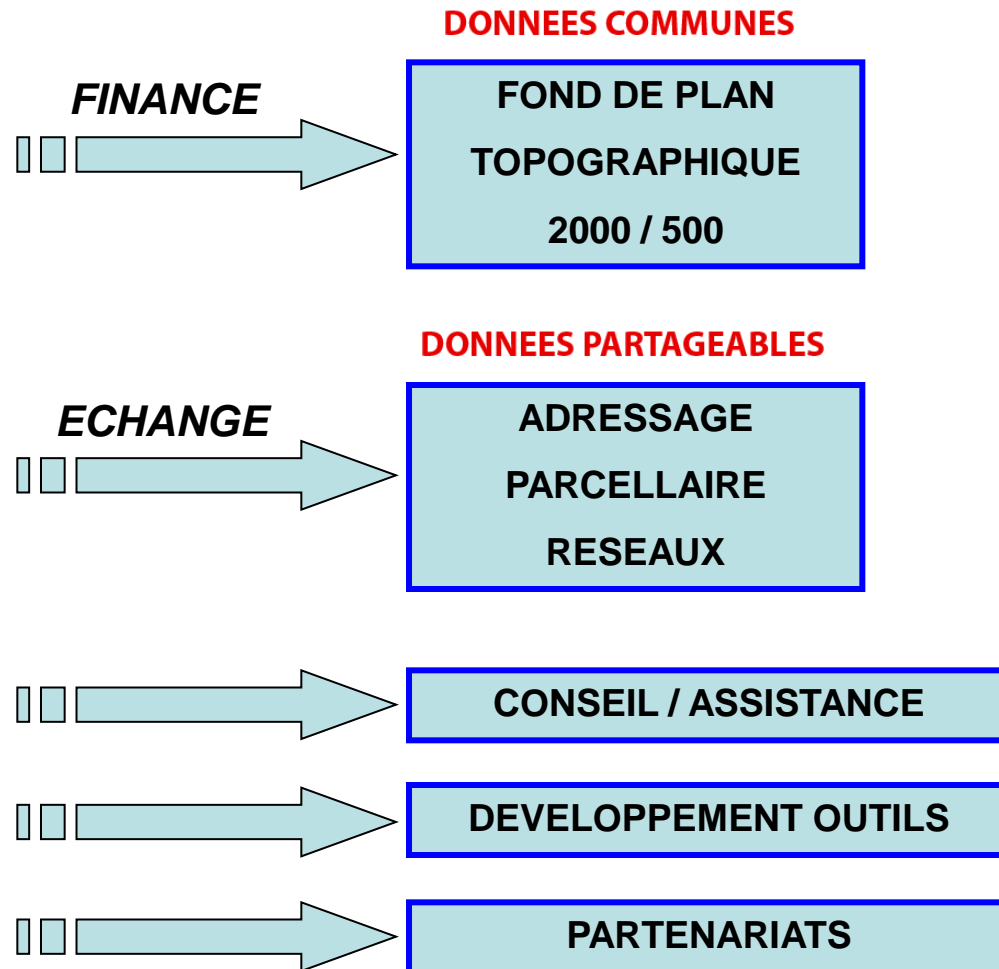 DONNEES COMMUNES
FINANCE
FOND DE PLAN
TOPOGRAPHIQUE
2000 / 500
DONNEES PARTAGEABLES
ECHANGE
ADRESSAGE
PARCELLAIRE
RESEAUX
CONSEIL / ASSISTANCE
DEVELOPPEMENT OUTILS
PARTENARIATS